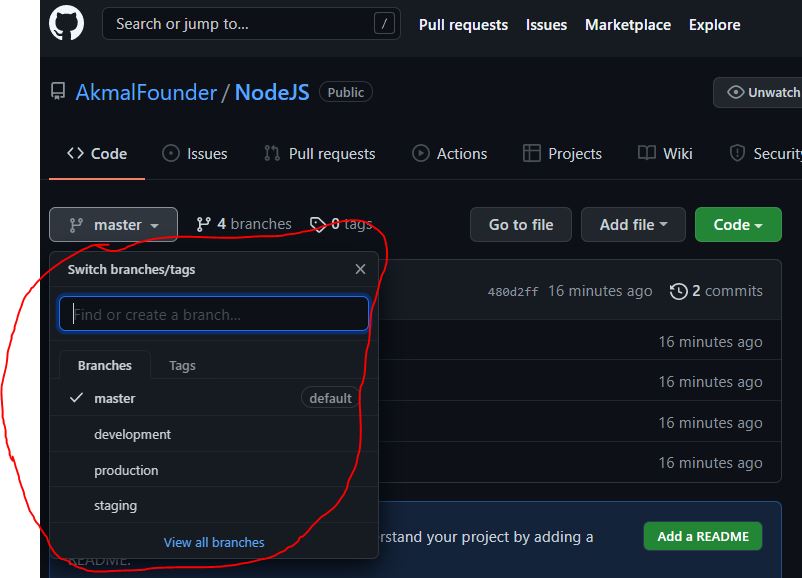 Search or jump to... /
Pull requests Issues Marketplace Explore
AkmalFounder / NodeJS Public
Unwatch
Code Issues Pull requests Actions Projects Wiki Security
master 4 branches 0 tags
Go to file Add file Code
Switch branches/tags
480d2ff 16 minutes ago 2 commits
Find or create a branch...
16 minutes ago
Branches Tags
16 minutes ago
master default
16 minutes ago
development
16 minutes ago
production
staging
View all branches
rstand your project by adding a
README.
Add a README